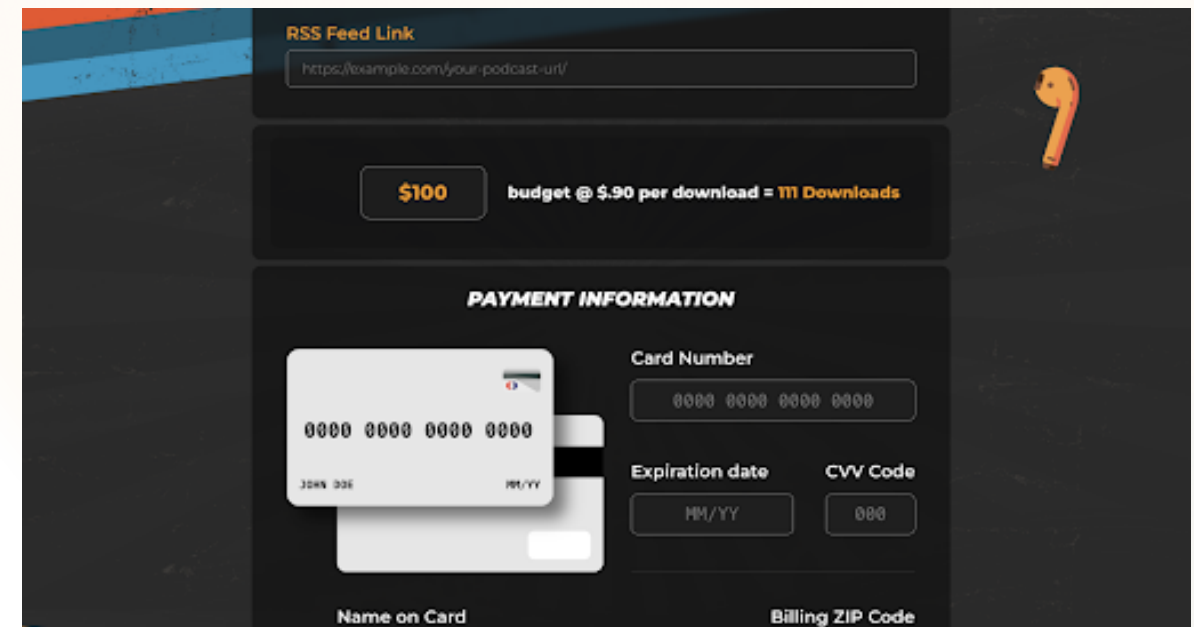 RSS Feed Link
https://example.com/your-podcast-url/
$100 budget @ $.90 per download = 111 Downloads
PAYMENT INFORMATION
Card Number
0000 0000 0000 0000
0000 0000 0000 0000
JOHN DOE MM/YY
Expiration date CVV Code
MM/YY 000
Name on Card Billing ZIP Code